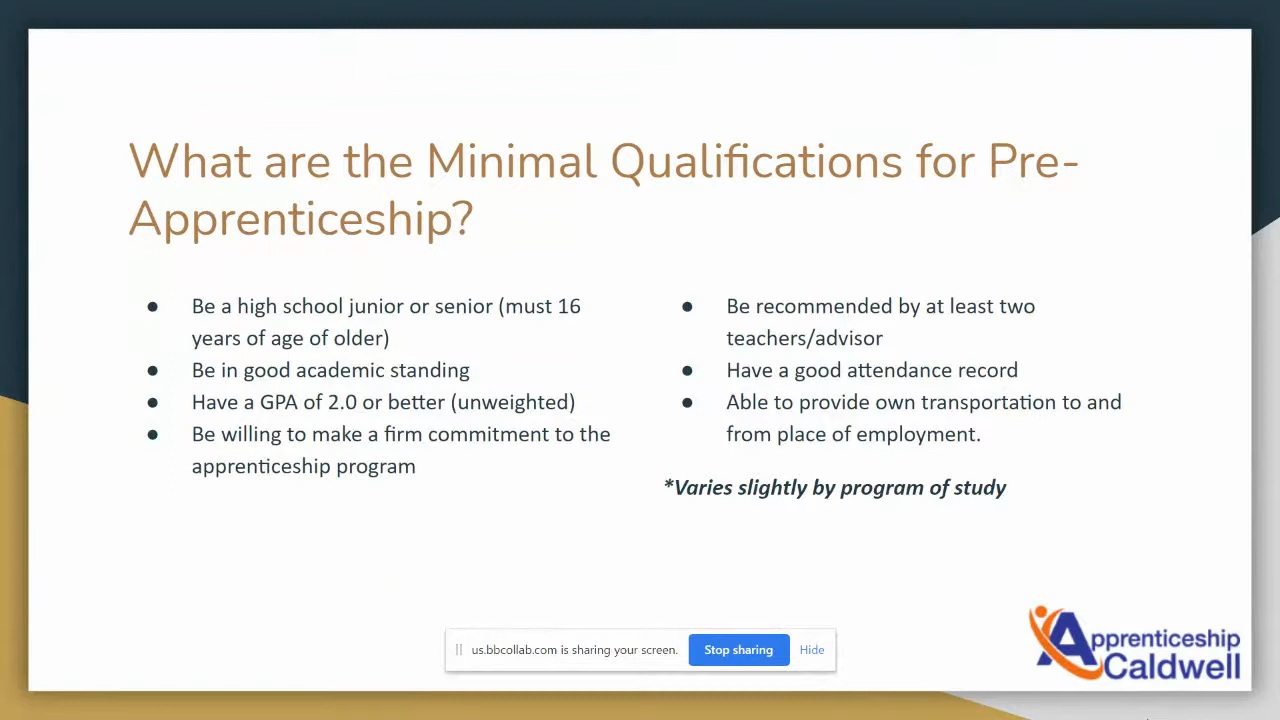 What are the Minimal Qualifications for Pre-
Apprenticeship?
● Be a high school junior or senior (must 16
years of age of older)
● Be in good academic standing
● Have a GPA of 2.0 or better (unweighted)
● Be willing to make a firm commitment to the
apprenticeship program
● Be recommended by at least two
teachers/advisor
● Have a good attendance record
● Able to provide own transportation to and
from place of employment.
*Varies slightly by program of study
us.bbcollab.com is sharing your screen. Stop sharing Hide
Apprenticeship
Caldwell